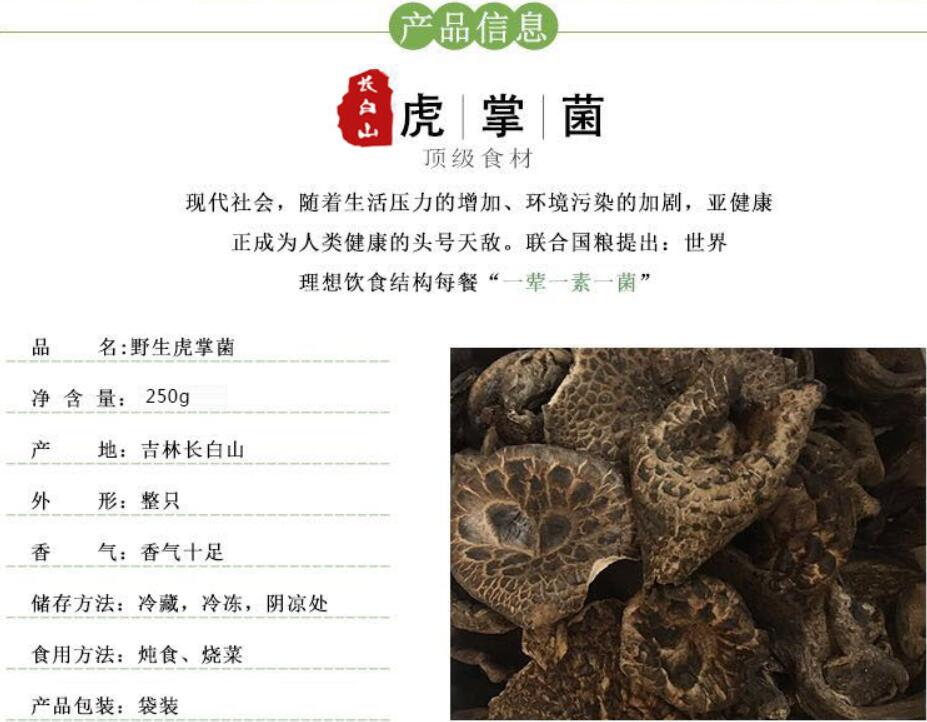 产品信息
长白山
虎掌菌
顶级食材
现代社会，随着生活压力的增加、环境污染的加剧，亚健康
正成为人类健康的头号天敌。联合国粮提出：世界
理想饮食结构每餐“一荤一素一菌”
品 名:野生虎掌菌
净 含 量：250g
产 地：吉林长白山
外 形：整只
香 气：香气十足
储存方法：冷藏，冷冻，阴凉处
食用方法：炖食、烧菜
产品包装：袋装